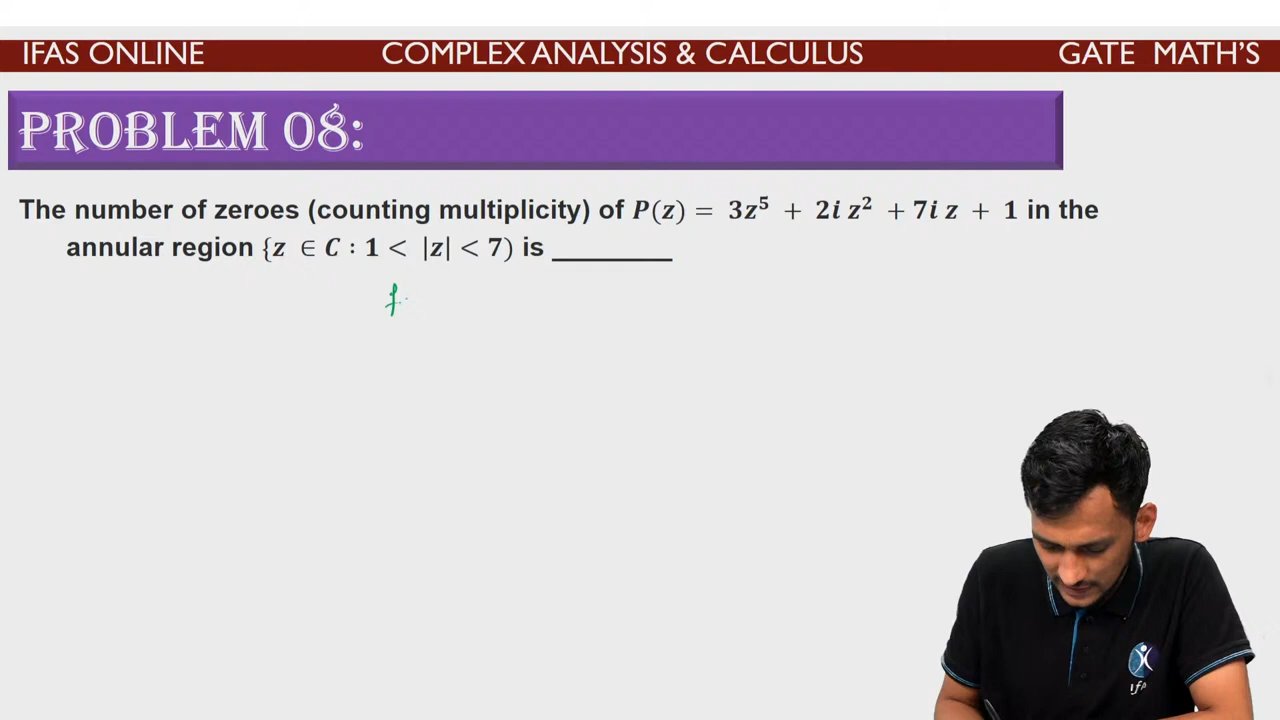 IFAS ONLINE COMPLEX ANALYSIS & CALCULUS GATE MATH'S
PROBLEM 08:
The number of zeroes (counting multiplicity) of P(z) = 3z⁵ + 2i z² + 7i z + 1 in the
annular region {z ∈ C : 1 < |z| < 7) is ________
f
ifa